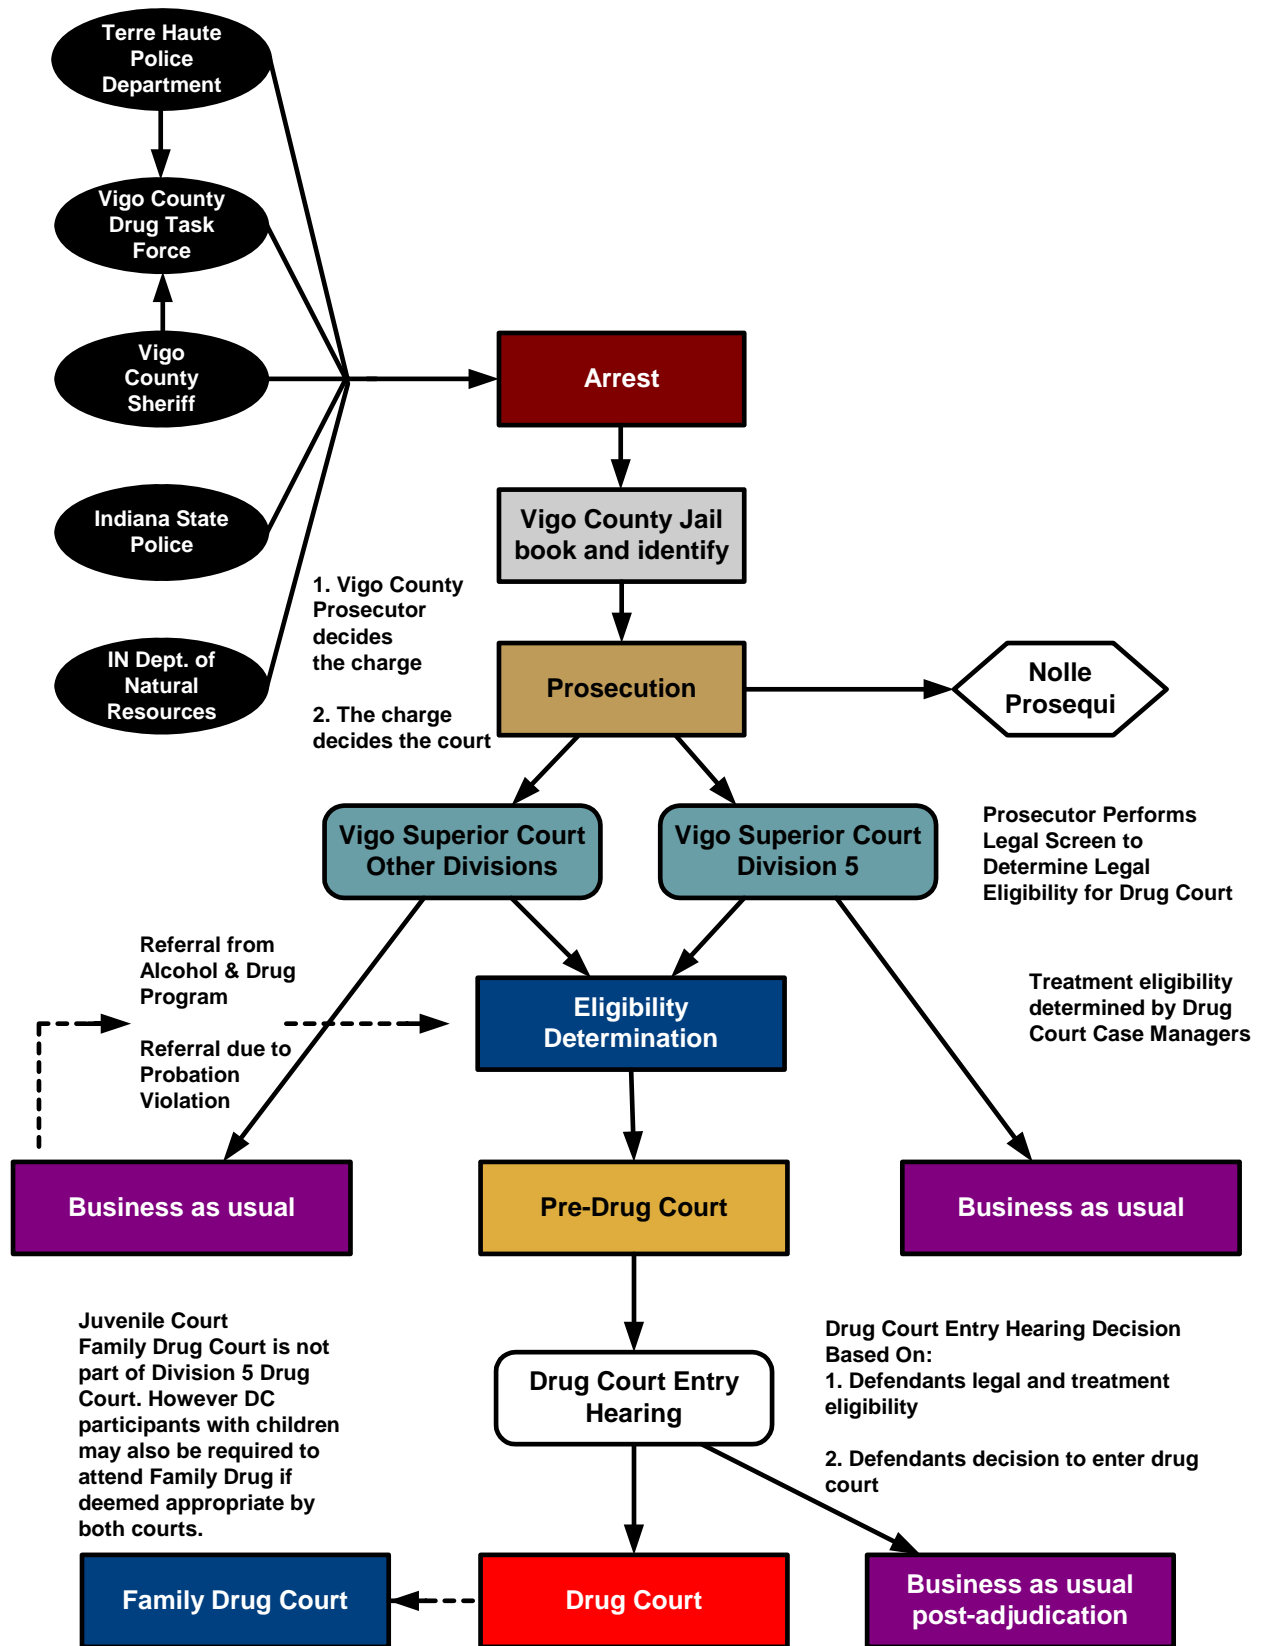 Terre Haute
Police
Department
Vigo County
Drug Task
Force
Vigo
County
Sheriff
Arrest
Indiana State
Police
Vigo County Jail
book and identify
1. Vigo County
Prosecutor
decides
the charge
2. The charge
decides the court
IN Dept. of
Natural
Resources
Prosecution
Nolle
Prosequi
Vigo Superior Court
Other Divisions
Vigo Superior Court
Division 5
Prosecutor Performs
Legal Screen to
Determine Legal
Eligibility for Drug Court
Referral from
Alcohol & Drug
Program
Referral due to
Probation
Violation
Eligibility
Determination
Treatment eligibility
determined by Drug
Court Case Managers
Business as usual
Pre-Drug Court
Business as usual
Juvenile Court
Family Drug Court is not
part of Division 5 Drug
Court. However DC
participants with children
may also be required to
attend Family Drug if
deemed appropriate by
both courts.
Drug Court Entry
Hearing
Drug Court Entry Hearing Decision
Based On:
1. Defendants legal and treatment
eligibility
2. Defendants decision to enter drug
court
Family Drug Court
Drug Court
Business as usual
post-adjudication